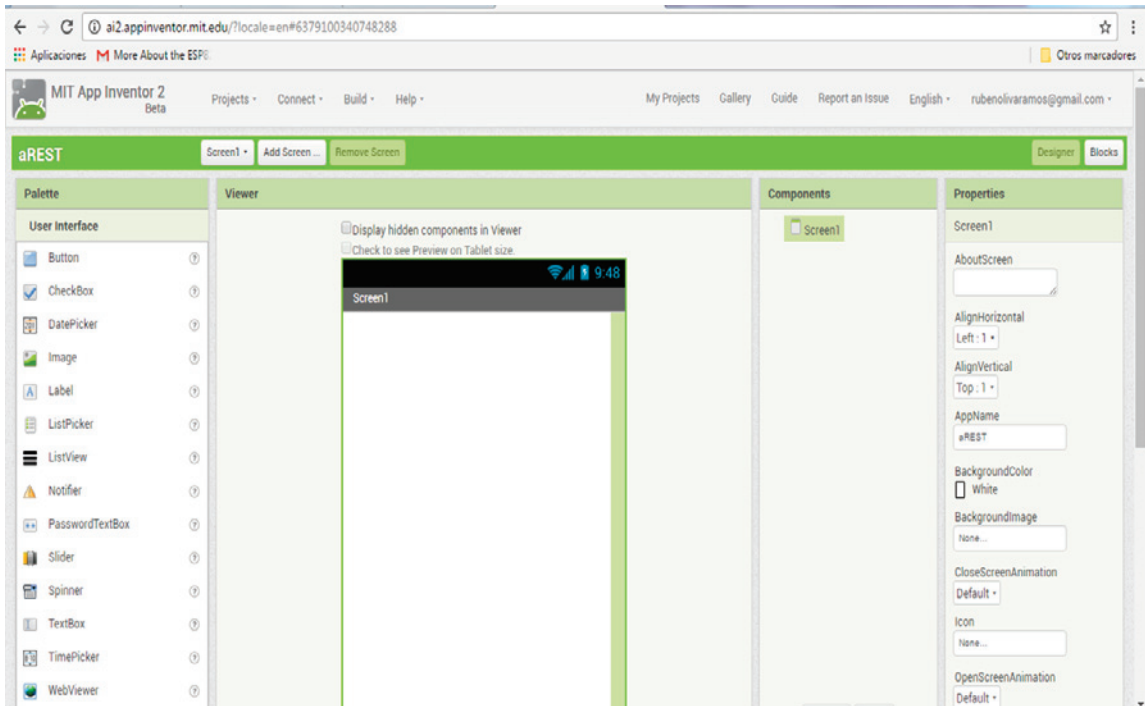 ai2.appinventor.mit.edu/?locale=en#6379100340748288
Aplicaciones More About the ESP8 Otros marcadores
MIT App Inventor 2
Beta
Projects Connect Build Help My Projects Gallery Guide Report an Issue English rubenolivaramos@gmail.com
aREST Screen1 Add Screen ... Remove Screen Designer Blocks
Palette
User Interface
Button
CheckBox
DatePicker
Image
Label
ListPicker
ListView
Notifier
PasswordTextBox
Slider
Spinner
TextBox
TimePicker
WebViewer
Viewer
Display hidden components in Viewer
Check to see Preview on Tablet size.
9:48
Screen1
Components
Screen1
Properties
Screen1
AboutScreen
AlignHorizontal
Left : 1
AlignVertical
Top : 1
AppName
aREST
BackgroundColor
White
BackgroundImage
None...
CloseScreenAnimation
Default
Icon
None...
OpenScreenAnimation
Default